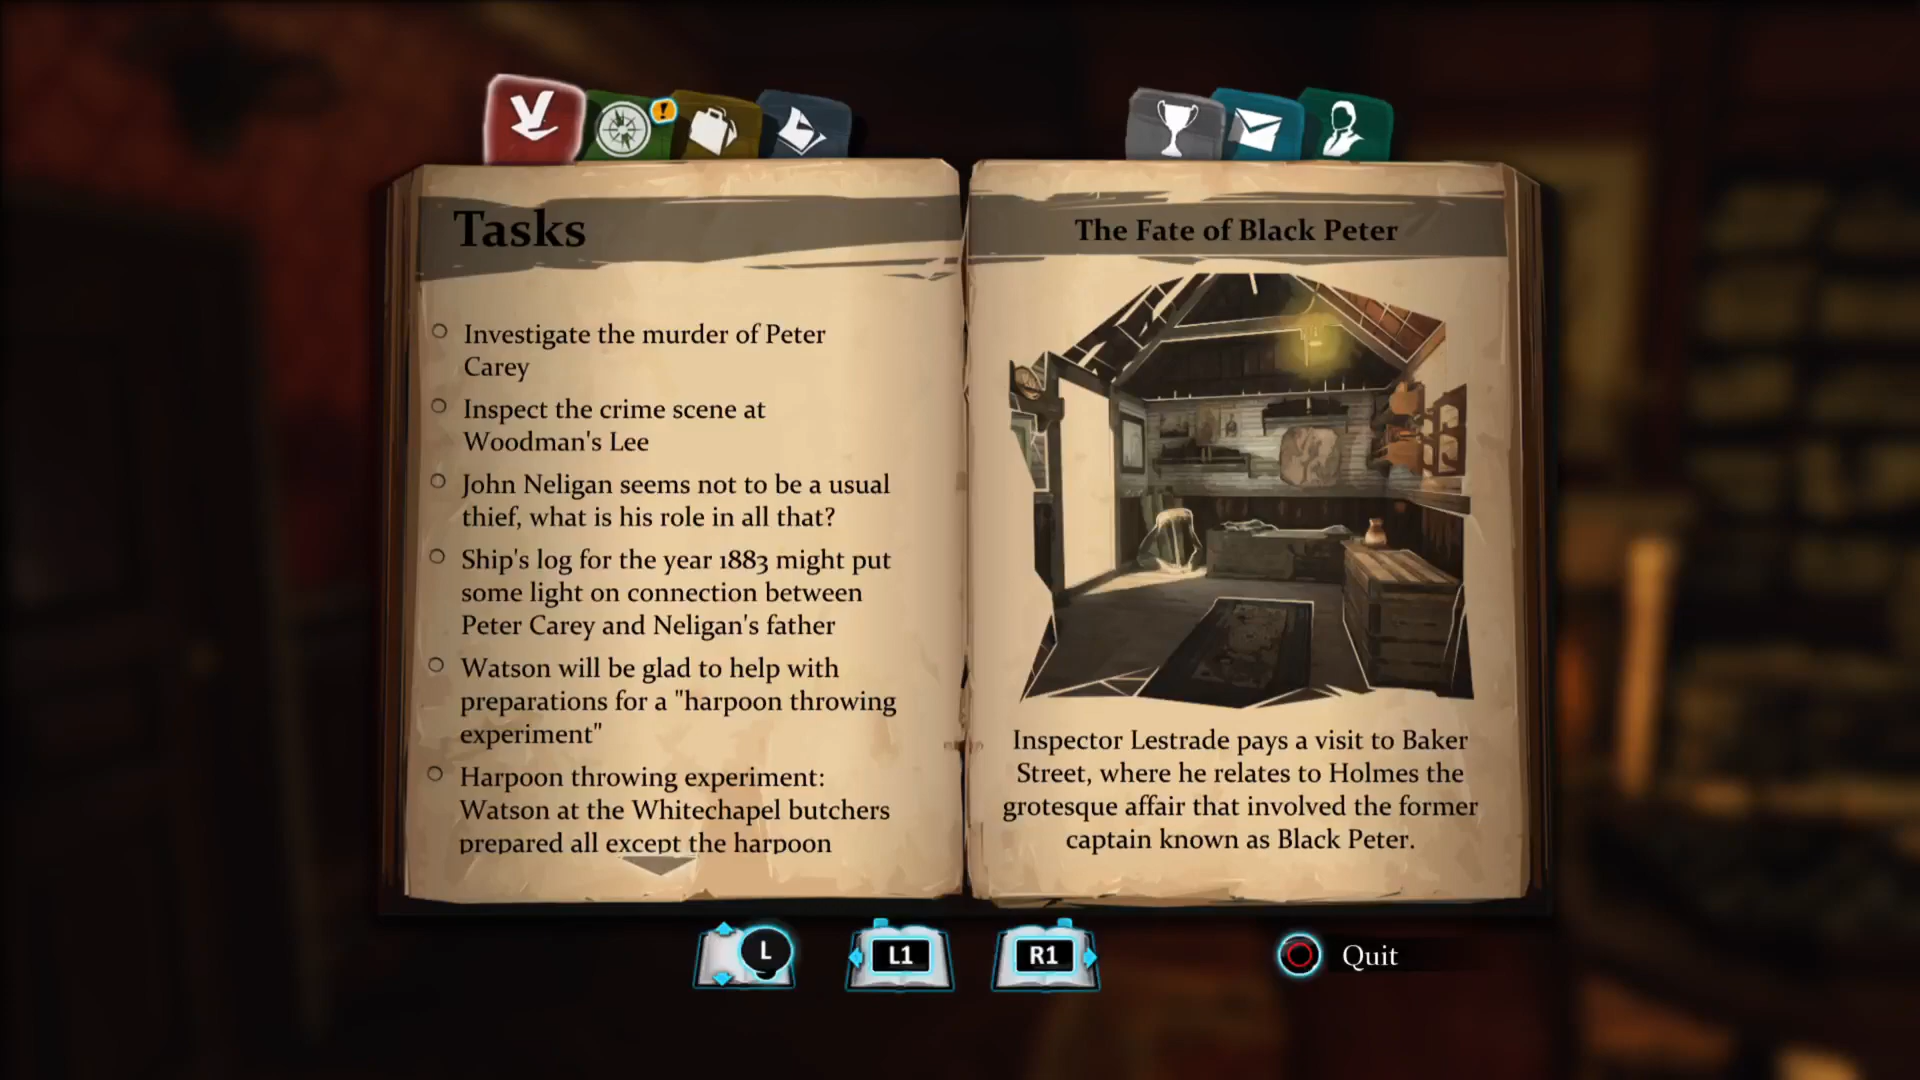 Tasks
Investigate the murder of Peter
Carey
Inspect the crime scene at
Woodman's Lee
John Neligan seems not to be a usual
thief, what is his role in all that?
Ship's log for the year 1883 might put
some light on connection between
Peter Carey and Neligan's father
Watson will be glad to help with
preparations for a "harpoon throwing
experiment"
Harpoon throwing experiment:
Watson at the Whitechapel butchers
prepared all except the harpoon
The Fate of Black Peter
Inspector Lestrade pays a visit to Baker
Street, where he relates to Holmes the
grotesque affair that involved the former
captain known as Black Peter.
L
L1
R1
Quit